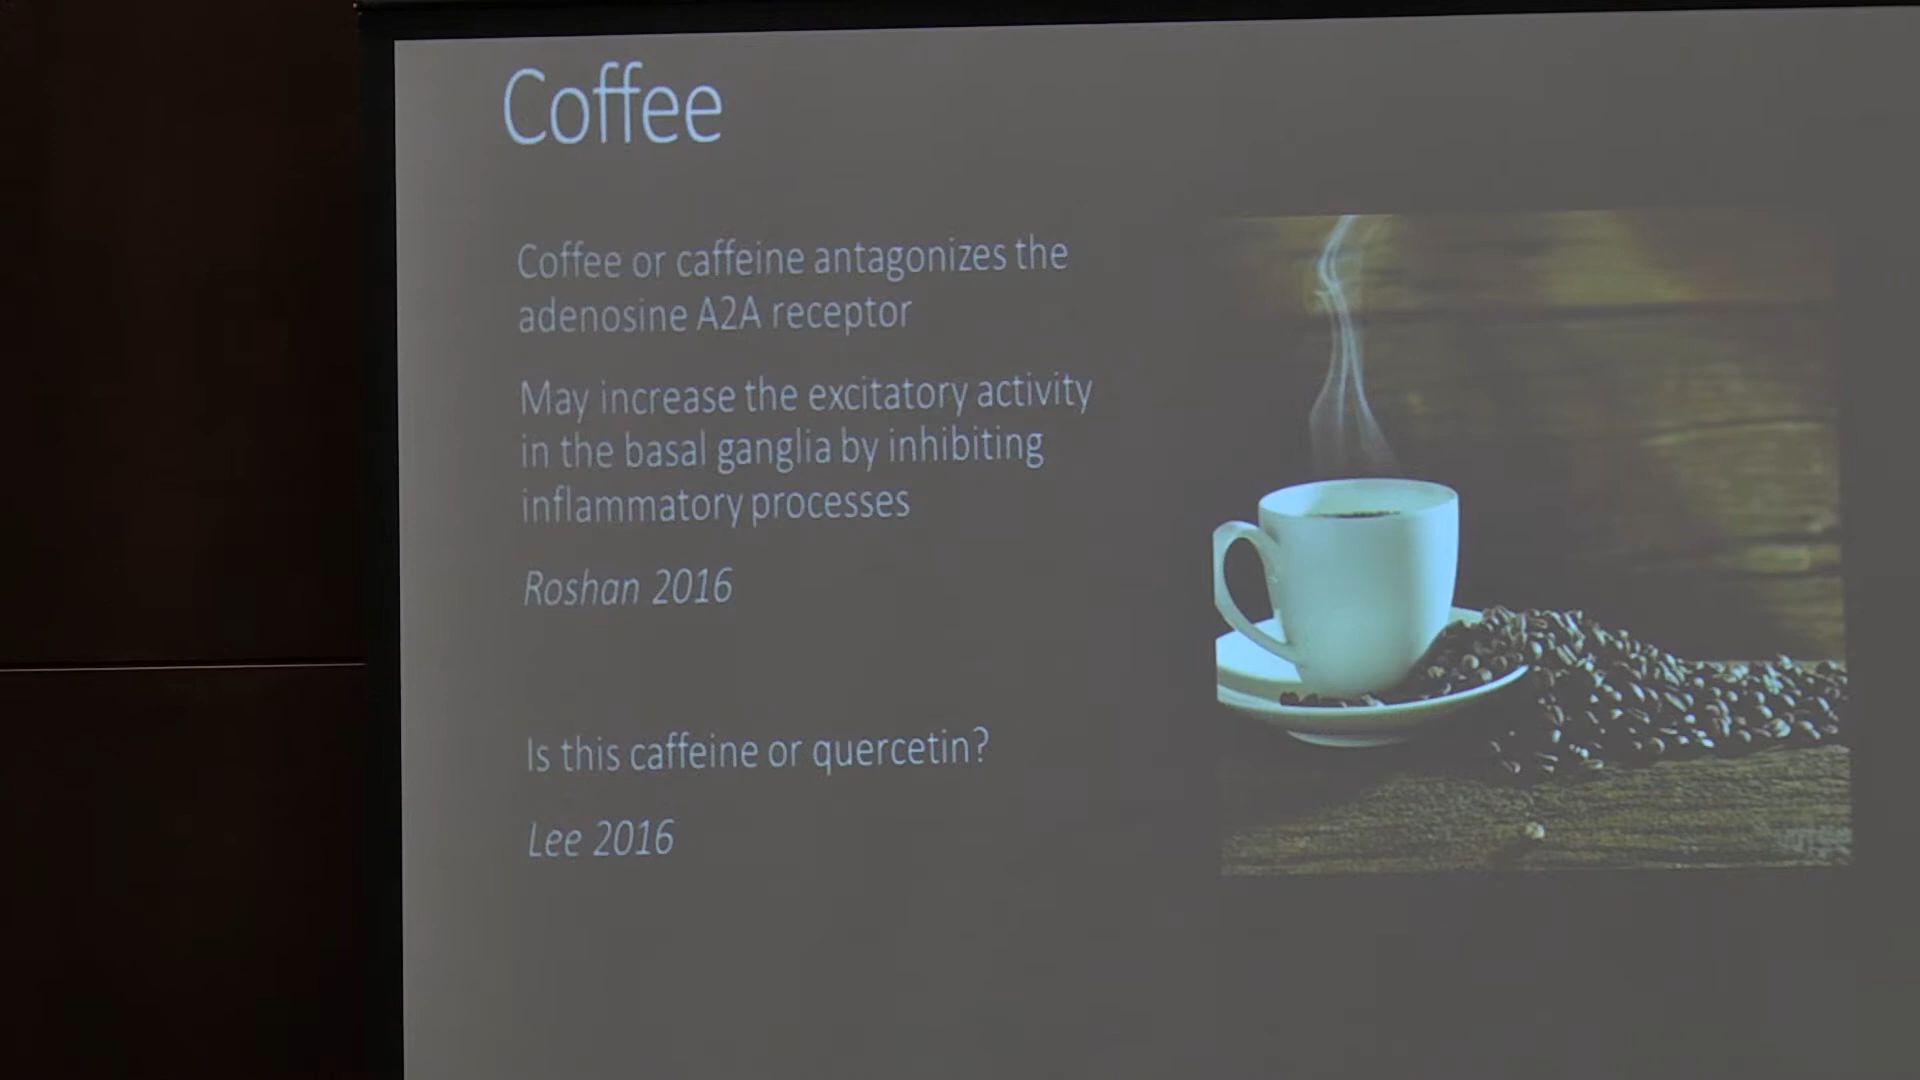 Coffee
Coffee or caffeine antagonizes the
adenosine A2A receptor
May increase the excitatory activity
in the basal ganglia by inhibiting
inflammatory processes
Roshan 2016
Is this caffeine or quercetin?
Lee 2016